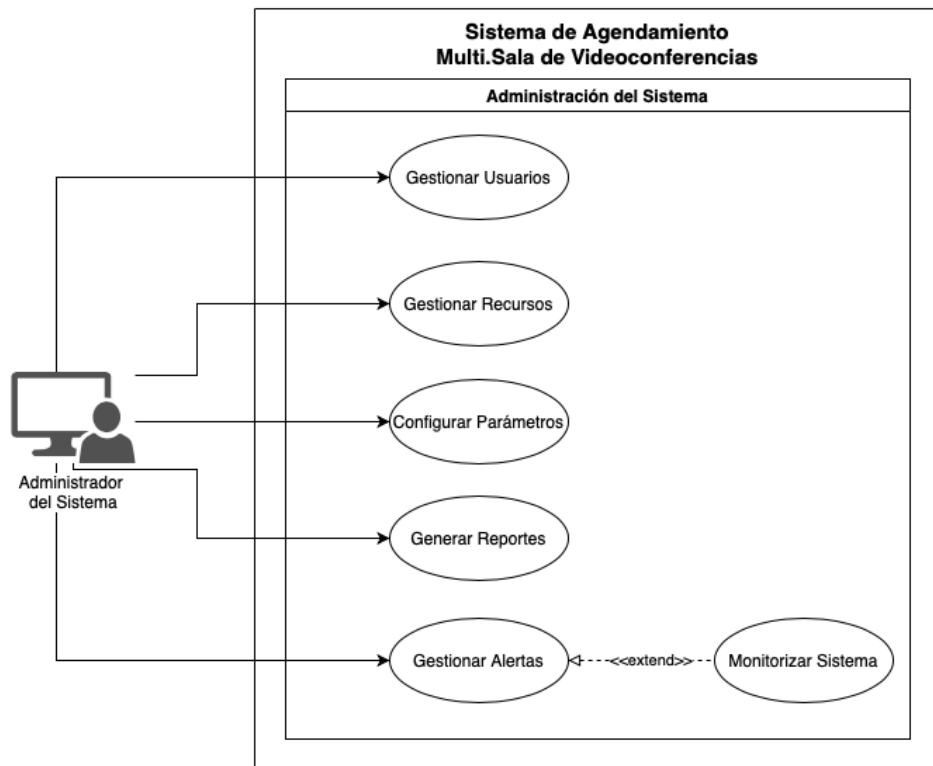 Sistema de Agendamiento
Multi.Sala de Videoconferencias
Administración del Sistema
Gestionar Usuarios
Gestionar Recursos
Configurar Parámetros
Administrador
del Sistema
Generar Reportes
Gestionar Alertas
<<extend>>
Monitorizar Sistema